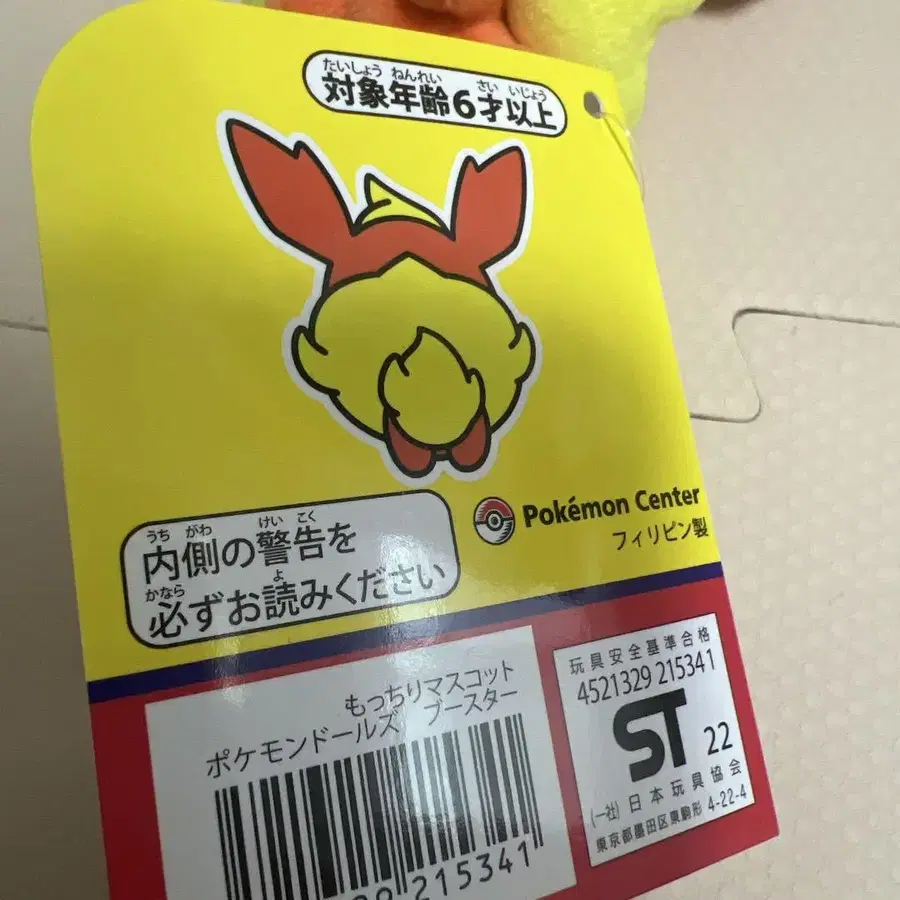 たいしょう ねんれい さい いじょう
対象年齢6才以上
Pokémon Center
フィリピン製
うち がわ けい こく
内側の警告を
かなら よ
必ずお読みください
もっちりマスコット
ポケモンドールズ ブースター
215341
玩具安全基準合格
4521329 215341
ST 22
(一社)日本玩具協会
東京都墨田区東駒形 4-22-4